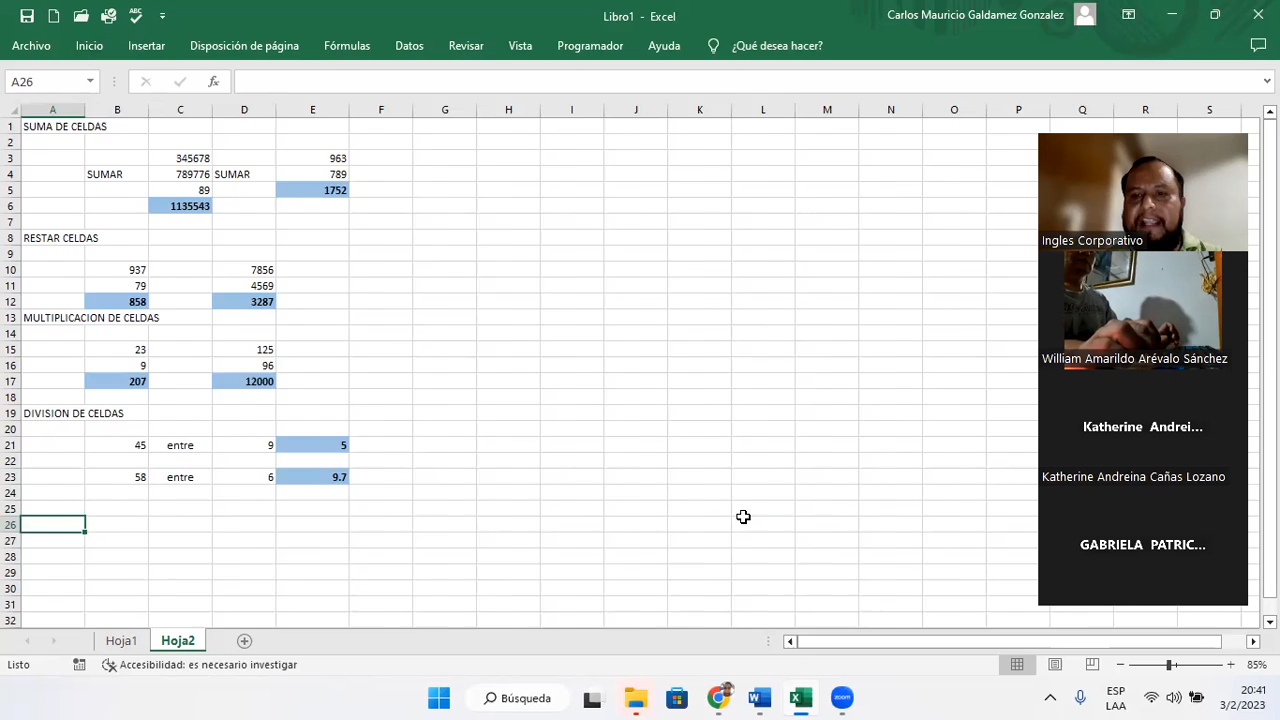 Libro1 - Excel
Carlos Mauricio Galdamez Gonzalez
Archivo Inicio Insertar Disposición de página Fórmulas Datos Revisar Vista Programador Ayuda ¿Qué desea hacer?
A26 fx
A B C D E F G H I J K L M N O P Q R S
1 SUMA DE CELDAS
2
3 345678 963
4 SUMAR 789776 SUMAR 789
5 89 1752
6 1135543
7
8 RESTAR CELDAS
9
10 937 7856
11 79 4569
12 858 3287
13 MULTIPLICACION DE CELDAS
14
15 23 125
16 9 96
17 207 12000
18
19 DIVISION DE CELDAS
20
21 45 entre 9 5
22
23 58 entre 6 9.7
24
25
26
27
28
29
30
31
32
Ingles Corporativo
William Amarildo Arévalo Sánchez
Katherine Andrei...
Katherine Andreina Cañas Lozano
GABRIELA PATRIC...
Hoja1 Hoja2
Listo Accesibilidad: es necesario investigar 85%
Búsqueda
zoom
ESP
LAA
20:41
3/2/2023